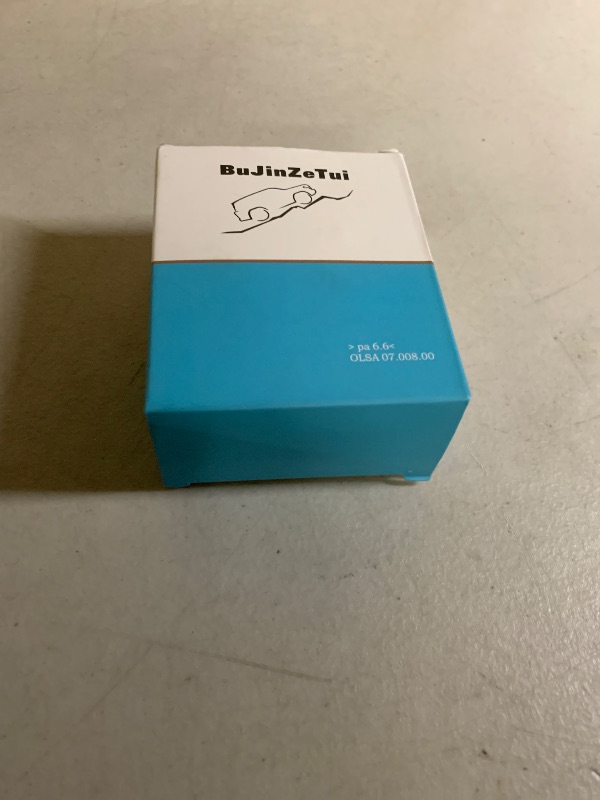 BuJinZeTui
> pa 6.6<
OLSA 07.008.00